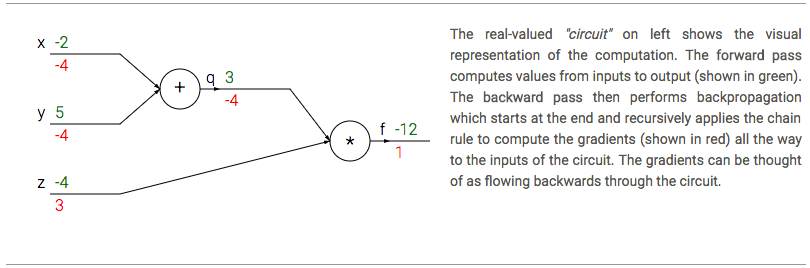 x -2
-4
y 5
-4
z -4
3
+
q 3
-4
*
f -12
1
The real-valued "circuit" on left shows the visual
representation of the computation. The forward pass
computes values from inputs to output (shown in green).
The backward pass then performs backpropagation
which starts at the end and recursively applies the chain
rule to compute the gradients (shown in red) all the way
to the inputs of the circuit. The gradients can be thought
of as flowing backwards through the circuit.